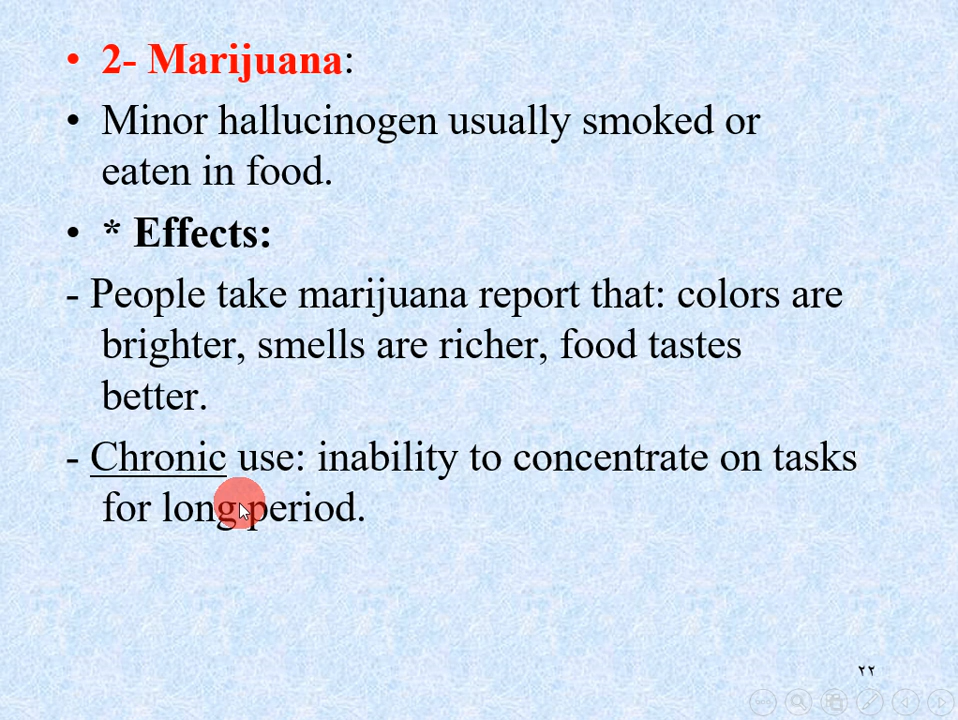 • 2- Marijuana:
• Minor hallucinogen usually smoked or
eaten in food.
• * Effects:
- People take marijuana report that: colors are
brighter, smells are richer, food tastes
better.
- Chronic use: inability to concentrate on tasks
for long period.
٢٢